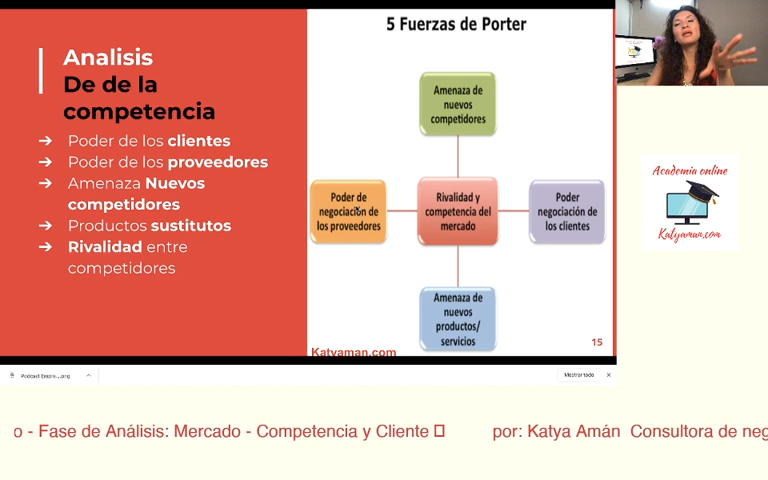 Analisis
De de la
competencia
➔ Poder de los clientes
➔ Poder de los proveedores
➔ Amenaza Nuevos
competidores
➔ Productos sustitutos
➔ Rivalidad entre
competidores
5 Fuerzas de Porter
Amenaza de
nuevos
competidores
Poder de
negociación de
los proveedores
Rivalidad y
competencia del
mercado
Poder
negociación de
los clientes
Amenaza de
nuevos
productos/
servicios
Katyaman.com
15
Academia online
Katyaman.com
Podcast Empre....png
Mostrar todo
o - Fase de Análisis: Mercado - Competencia y Cliente por: Katya Amán Consultora de neg